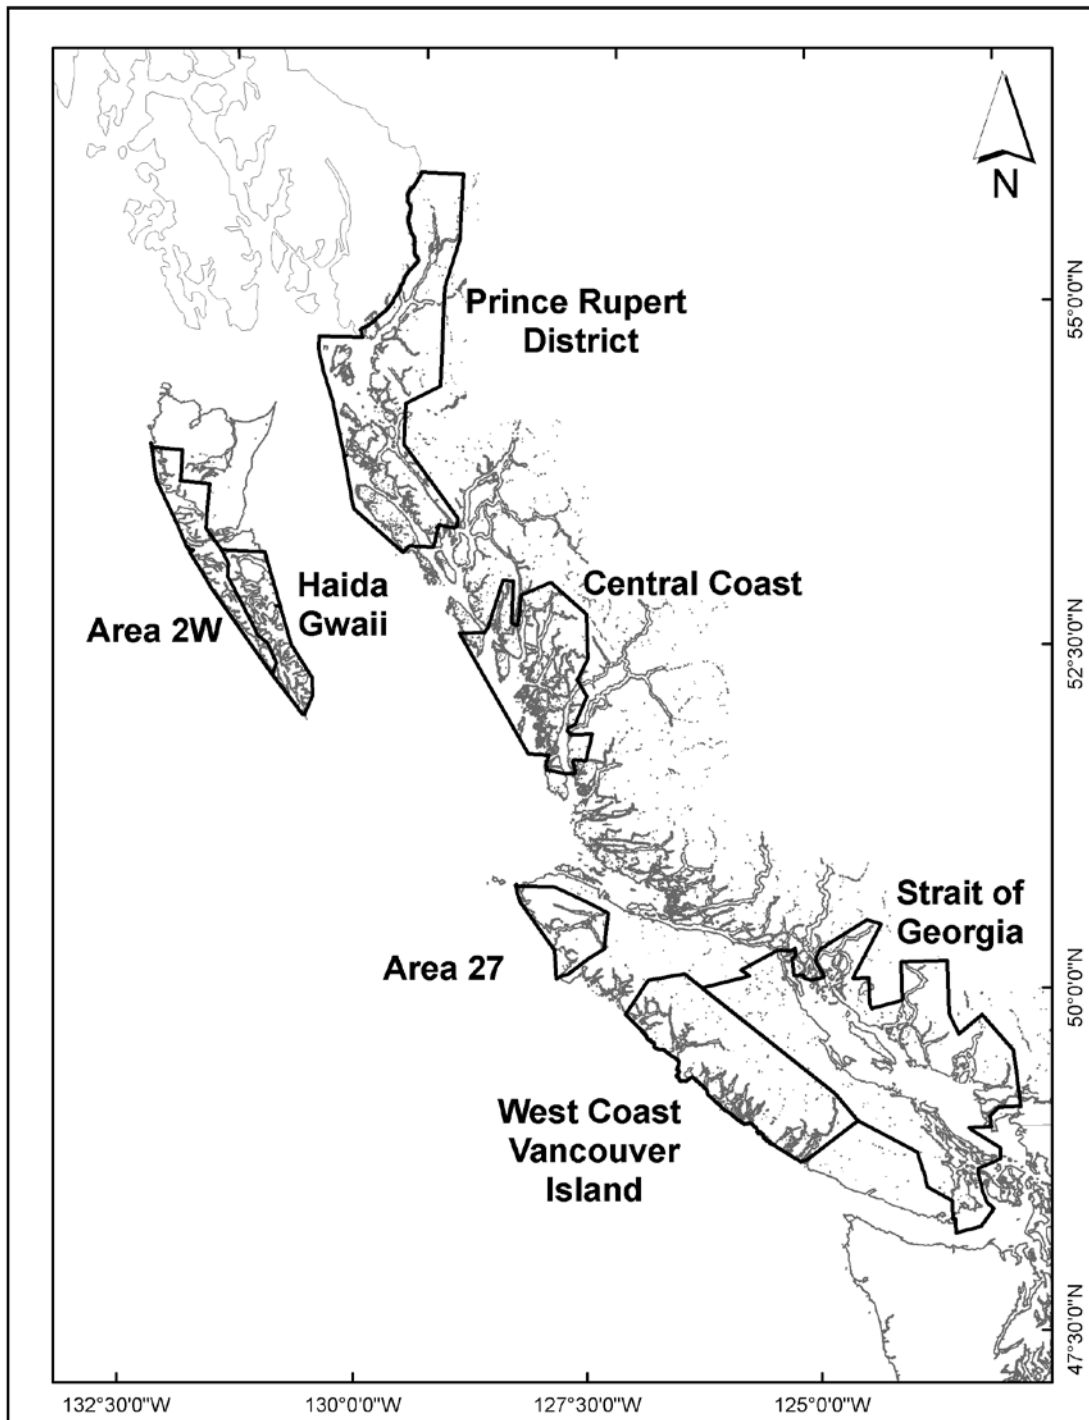 N
Prince Rupert
District
55°0'0"N
Haida
Gwaii
Area 2W
Central Coast
52°30'0"N
Strait of
Georgia
Area 27
50°0'0"N
West Coast
Vancouver
Island
47°30'0"N
132°30'0"W
130°0'0"W
127°30'0"W
125°0'0"W